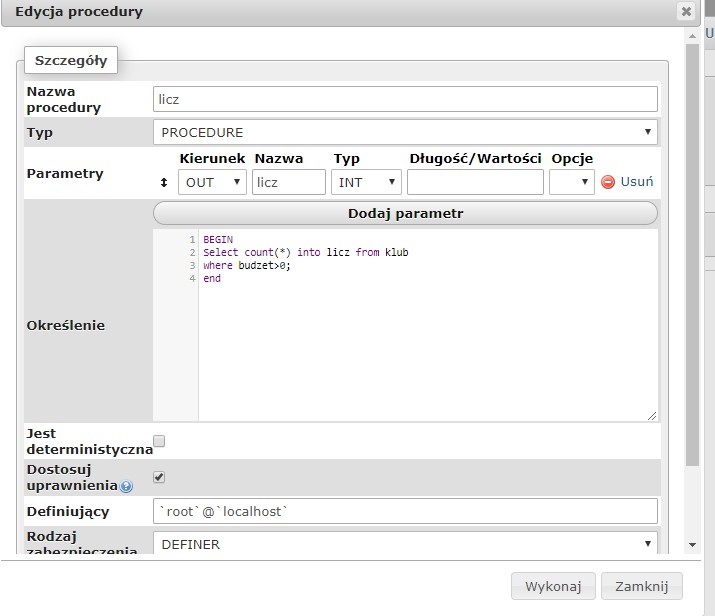 Edycja procedury
U
Szczegóły
Nazwa
procedury
licz
Typ
PROCEDURE
Parametry
Kierunek Nazwa Typ Długość/Wartości Opcje
OUT licz INT Usuń
Dodaj parametr
Określenie
1 BEGIN
2 Select count(*) into licz from klub
3 where budzet>0;
4 end
Jest
deterministyczna
Dostosuj
uprawnienia
Definiujący
`root`@`localhost`
Rodzaj
zabezpieczenia
DEFINER
Wykonaj Zamknij